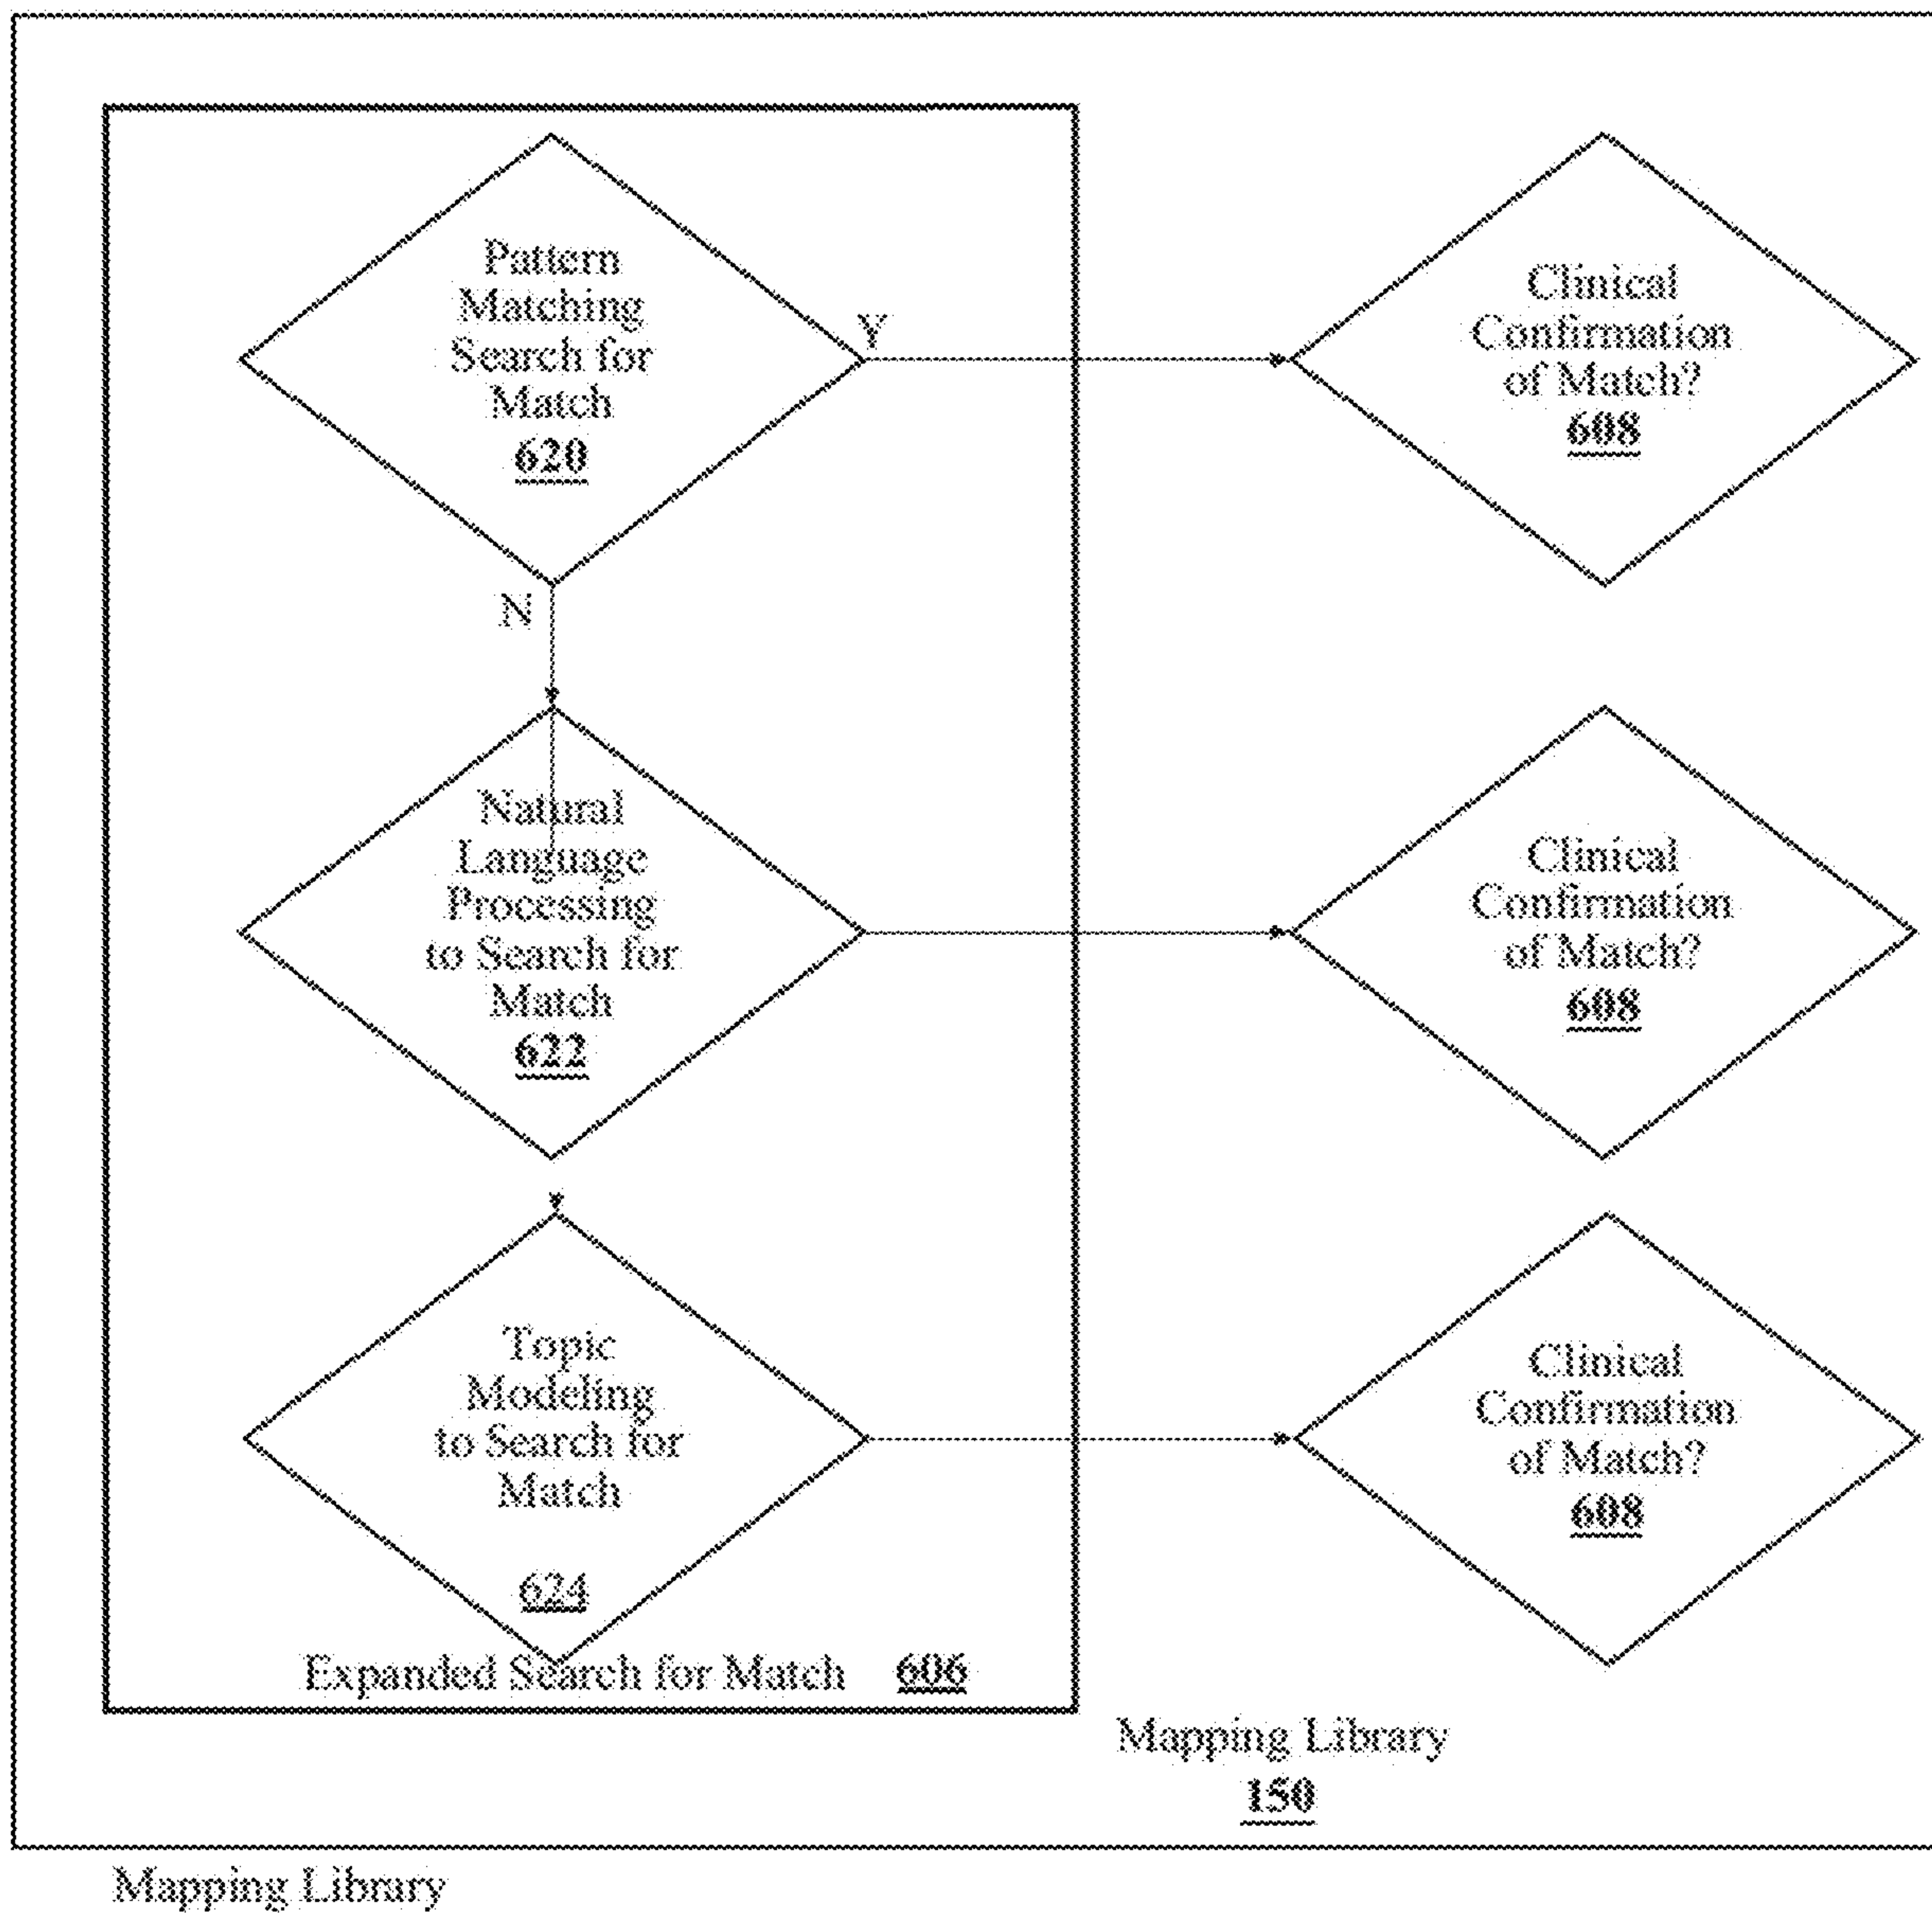 Pattern
Matching
Search for
Match
620
Y
N
Clinical
Confirmation
of Match?
608
Natural
Language
Processing
to Search for
Match
622
Clinical
Confirmation
of Match?
608
Topic
Modeling
to Search for
Match
624
Clinical
Confirmation
of Match?
608
Expanded Search for Match 606
Mapping Library
150
Mapping Library